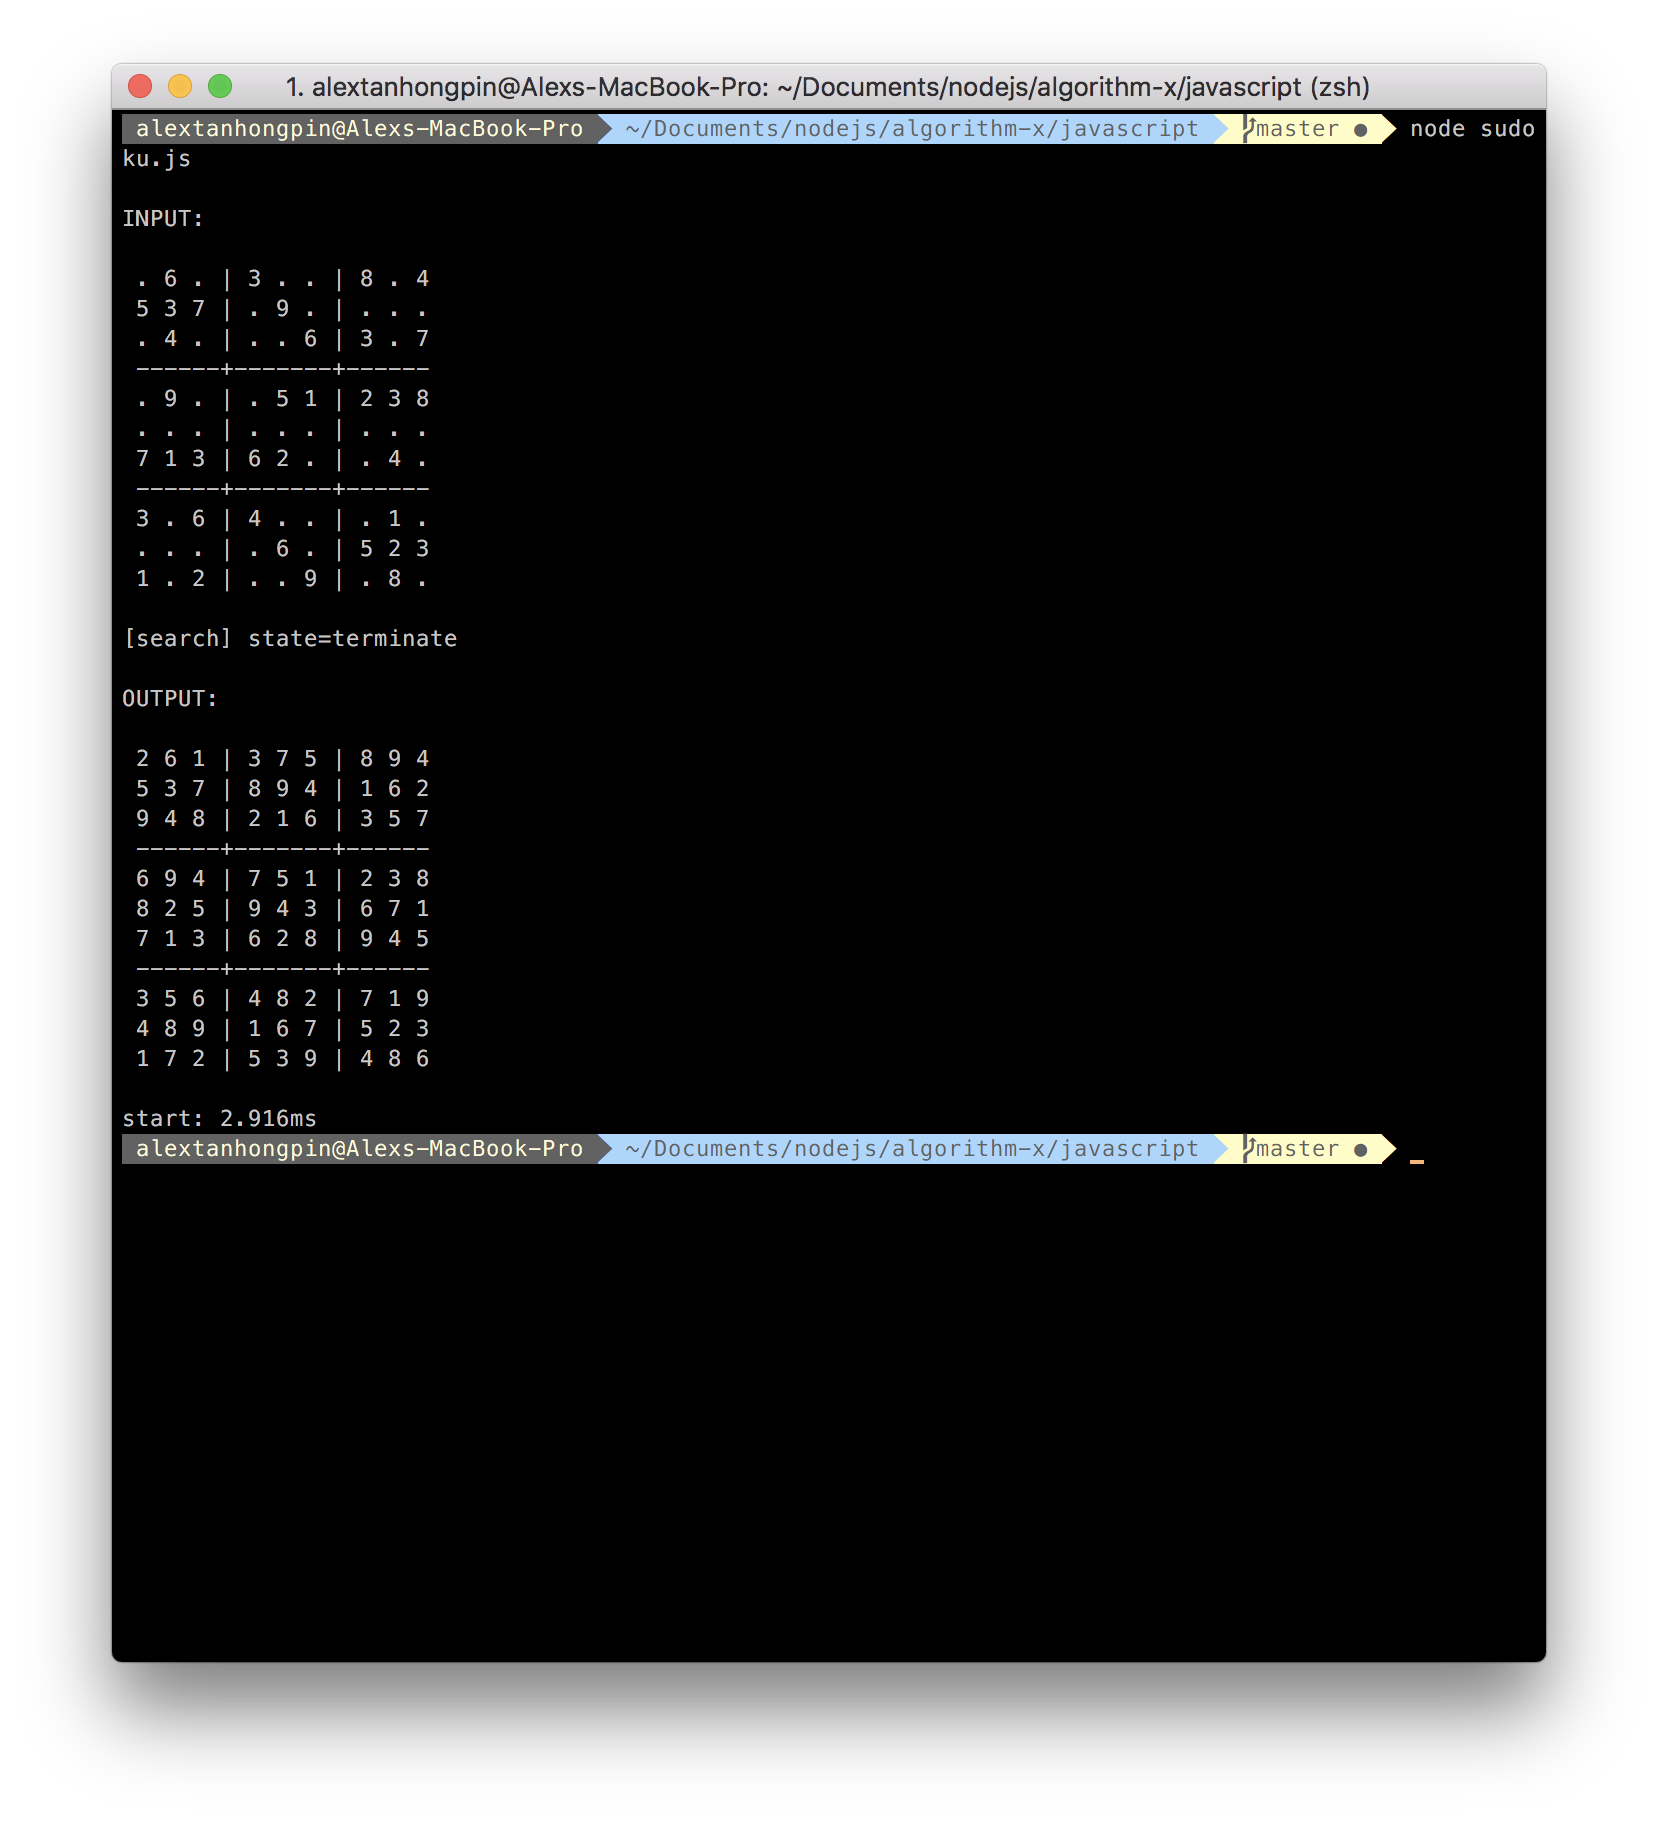 1. alextanhongpin@Alexs-MacBook-Pro: ~/Documents/nodejs/algorithm-x/javascript (zsh)
alextanhongpin@Alexs-MacBook-Pro ~/Documents/nodejs/algorithm-x/javascript master ● node sudo
ku.js
INPUT:
. 6 . | 3 . . | 8 . 4
5 3 7 | . 9 . | . . .
. 4 . | . . 6 | 3 . 7
------+-------+------
. 9 . | . 5 1 | 2 3 8
. . . | . . . | . . .
7 1 3 | 6 2 . | . 4 .
------+-------+------
3 . 6 | 4 . . | . 1 .
. . . | . 6 . | 5 2 3
1 . 2 | . . 9 | . 8 .
[search] state=terminate
OUTPUT:
2 6 1 | 3 7 5 | 8 9 4
5 3 7 | 8 9 4 | 1 6 2
9 4 8 | 2 1 6 | 3 5 7
------+-------+------
6 9 4 | 7 5 1 | 2 3 8
8 2 5 | 9 4 3 | 6 7 1
7 1 3 | 6 2 8 | 9 4 5
------+-------+------
3 5 6 | 4 8 2 | 7 1 9
4 8 9 | 1 6 7 | 5 2 3
1 7 2 | 5 3 9 | 4 8 6
start: 2.916ms
alextanhongpin@Alexs-MacBook-Pro ~/Documents/nodejs/algorithm-x/javascript master ● _